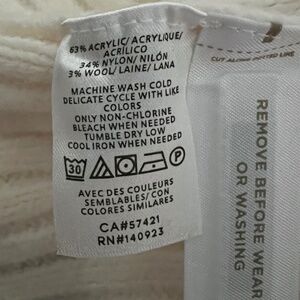 63% ACRYLIC/ ACRYLIQUE/
ACRÍLICO
34% NYLON/ NILÓN
3% WOOL/ LAINE/ LANA
MACHINE WASH COLD
DELICATE CYCLE WITH LIKE
COLORS
ONLY NON-CHLORINE
BLEACH WHEN NEEDED
TUMBLE DRY LOW
COOL IRON WHEN NEEDED
30
P
AVEC DES COULEURS
SEMBLABLES/ CON
COLORES SIMILARES
CA#57421
RN#140923
CUT ALONG DOTTED LINE
REMOVE BEFORE WEAR
OR WASHING